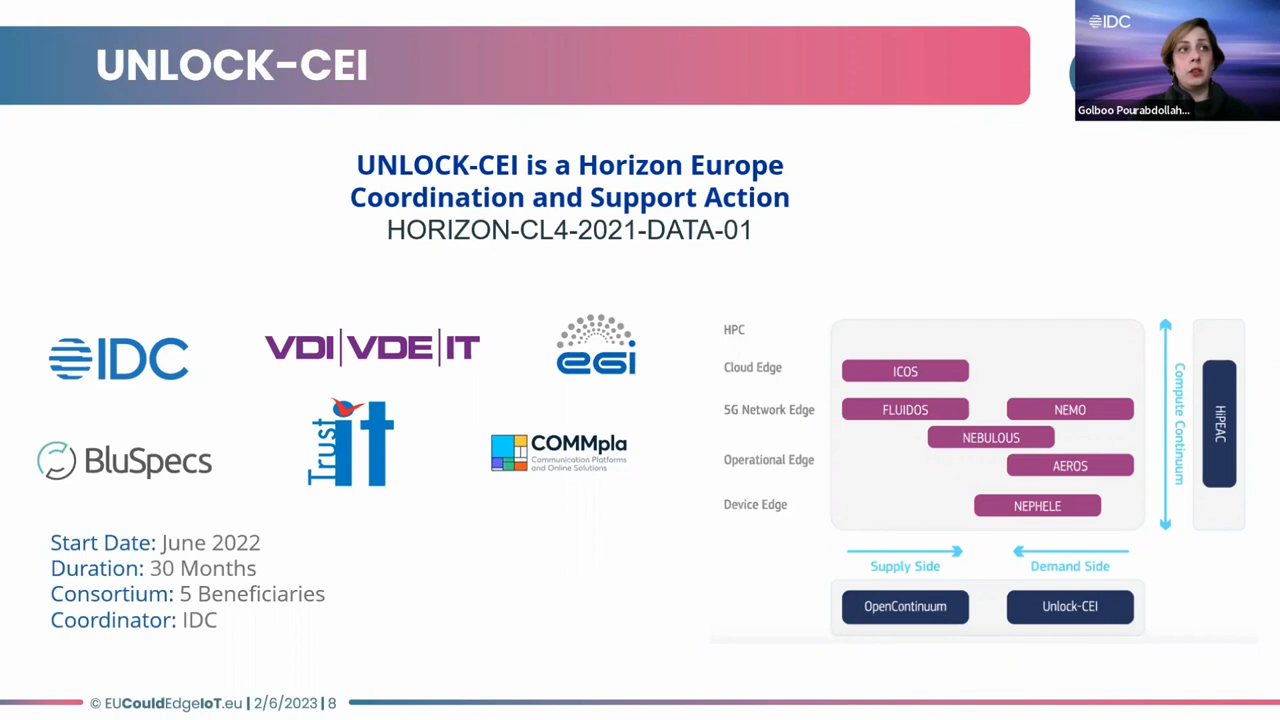 UNLOCK-CEI
IDC
Golboo Pourabdollah...
UNLOCK-CEI is a Horizon Europe
Coordination and Support Action
HORIZON-CL4-2021-DATA-01
IDC
VDI|VDE|IT
eGi
BluSpecs
Trust it
COMMpla
Communication Platforms
and Online Solutions
Start Date: June 2022
Duration: 30 Months
Consortium: 5 Beneficiaries
Coordinator: IDC
HPC
Cloud Edge
ICOS
5G Network Edge
FLUIDOS
NEMO
NEBULOUS
Operational Edge
AEROS
Device Edge
NEPHELE
Compute Continuum
HiPEAC
Supply Side
Demand Side
OpenContinuum
Unlock-CEI
© EUCouldEdgeIoT.eu | 2/6/2023 | 8